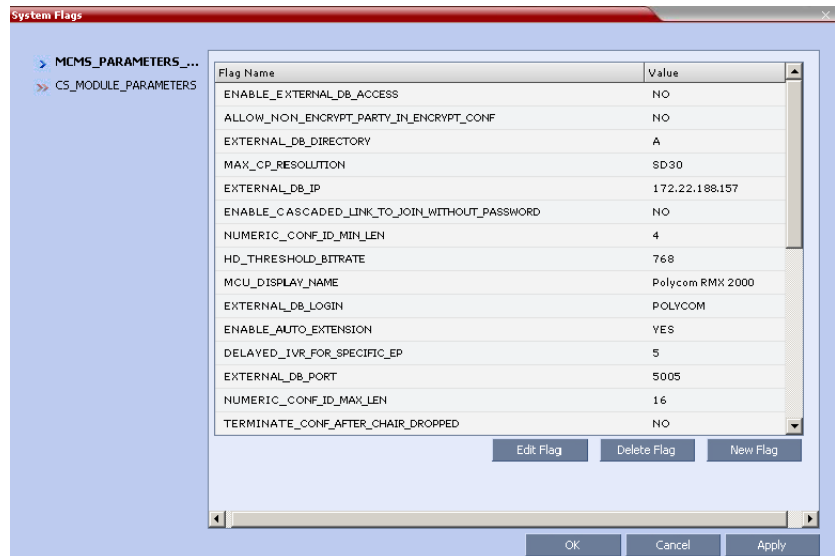 System Flags
MCMS_PARAMETERS_...
CS_MODULE_PARAMETERS
Flag Name Value
ENABLE_EXTERNAL_DB_ACCESS NO
ALLOW_NON_ENCRYPT_PARTY_IN_ENCRYPT_CONF NO
EXTERNAL_DB_DIRECTORY A
MAX_CP_RESOLUTION SD30
EXTERNAL_DB_IP 172.22.188.157
ENABLE_CASCADED_LINK_TO_JOIN_WITHOUT_PASSWORD NO
NUMERIC_CONF_ID_MIN_LEN 4
HD_THRESHOLD_BITRATE 768
MCU_DISPLAY_NAME Polycom RMX 2000
EXTERNAL_DB_LOGIN POLYCOM
ENABLE_AUTO_EXTENSION YES
DELAYED_IVR_FOR_SPECIFIC_EP 5
EXTERNAL_DB_PORT 5005
NUMERIC_CONF_ID_MAX_LEN 16
TERMINATE_CONF_AFTER_CHAIR_DROPPED NO
Edit Flag Delete Flag New Flag
OK Cancel Apply